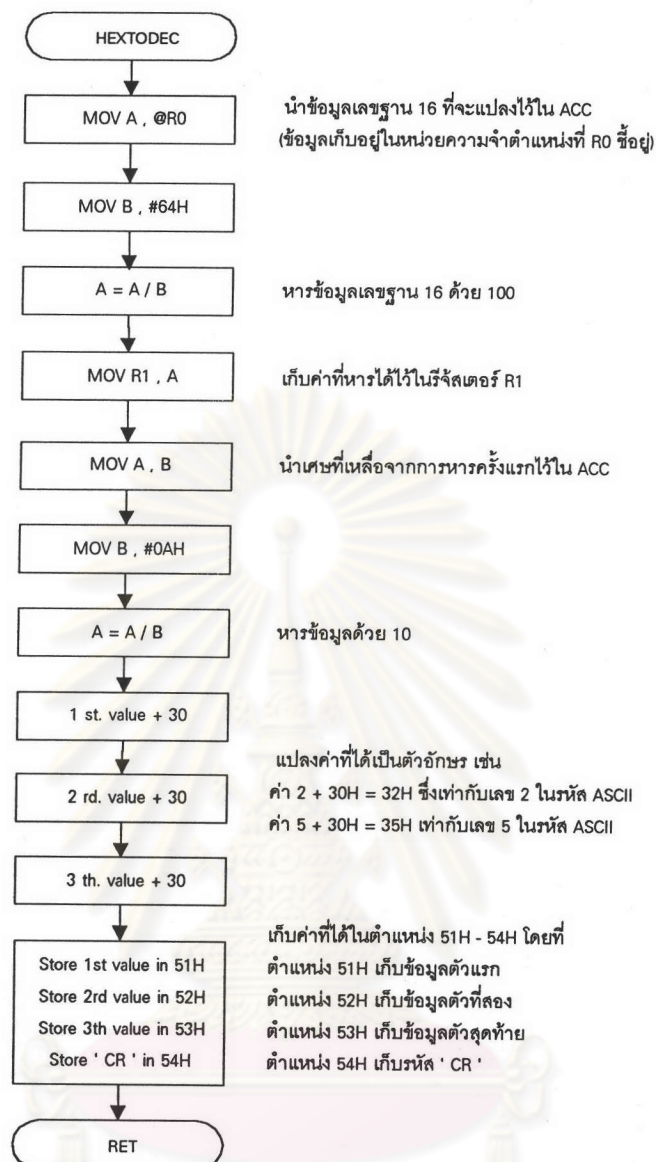 HEXTODEC
MOV A , @R0
นำข้อมูลเลขฐาน 16 ที่จะแปลงไว้ใน ACC
(ข้อมูลเก็บอยู่ในหน่วยความจำตำแหน่งที่ R0 ชี้อยู่)
MOV B , #64H
A = A / B
หารข้อมูลเลขฐาน 16 ด้วย 100
MOV R1 , A
เก็บค่าที่หารได้ไว้ในรีจัสเตอร์ R1
MOV A , B
นำเศษที่เหลือจากการหารครั้งแรกไว้ใน ACC
MOV B , #0AH
A = A / B
หารข้อมูลด้วย 10
1 st. value + 30
2 rd. value + 30
แปลงค่าที่ได้เป็นตัวอักษร เช่น
ค่า 2 + 30H = 32H ซึ่งเท่ากับเลข 2 ในรหัส ASCII
ค่า 5 + 30H = 35H เท่ากับเลข 5 ในรหัส ASCII
3 th. value + 30
เก็บค่าที่ได้ในตำแหน่ง 51H - 54H โดยที่
Store 1st value in 51H
ตำแหน่ง 51H เก็บข้อมูลตัวแรก
Store 2rd value in 52H
ตำแหน่ง 52H เก็บข้อมูลตัวที่สอง
Store 3th value in 53H
ตำแหน่ง 53H เก็บข้อมูลตัวสุดท้าย
Store ' CR ' in 54H
ตำแหน่ง 54H เก็บรหัส ' CR '
RET